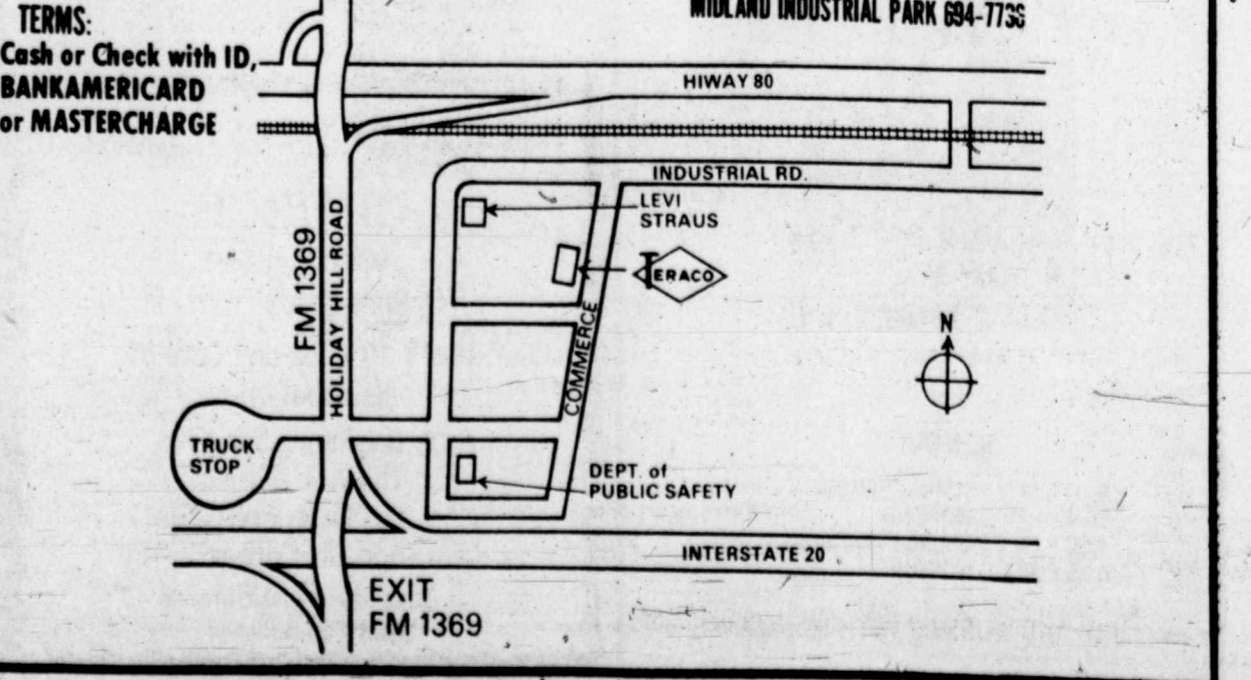 MIDLAND INDUSTRIAL PARK 694-7736
TERMS:
Cash or Check with ID,
BANKAMERICARD
or MASTERCHARGE
HIWAY 80
INDUSTRIAL RD.
LEVI
STRAUS
TERACO
FM 1369
HOLIDAY HILL ROAD
COMMERCE
N
TRUCK
STOP
DEPT. of
PUBLIC SAFETY
INTERSTATE 20
EXIT
FM 1369